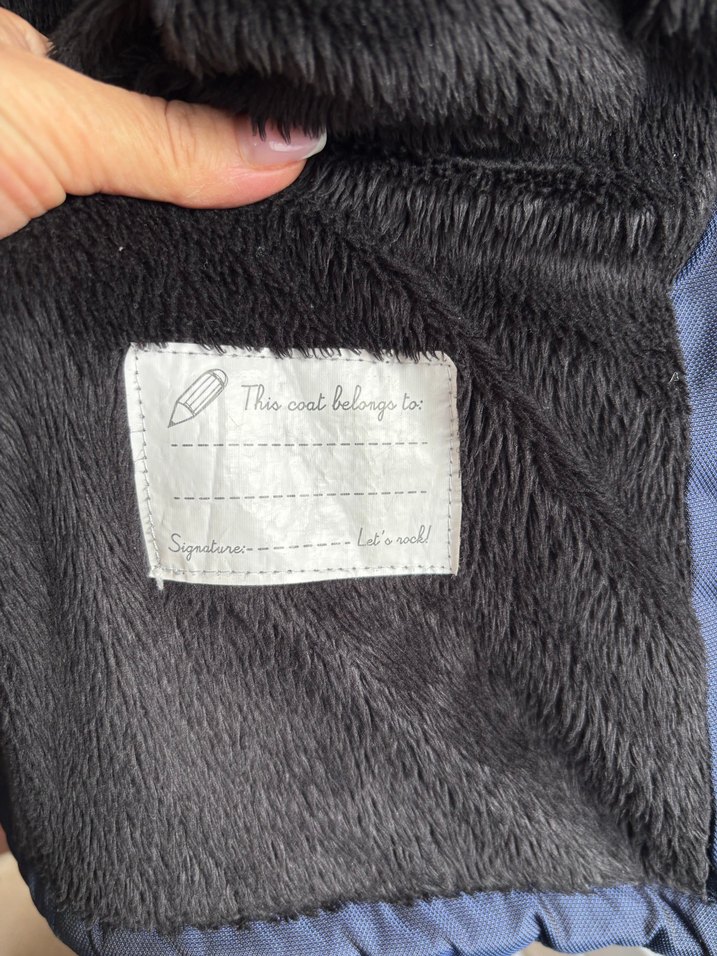 This coat belongs to:
Signature: Let's rock!